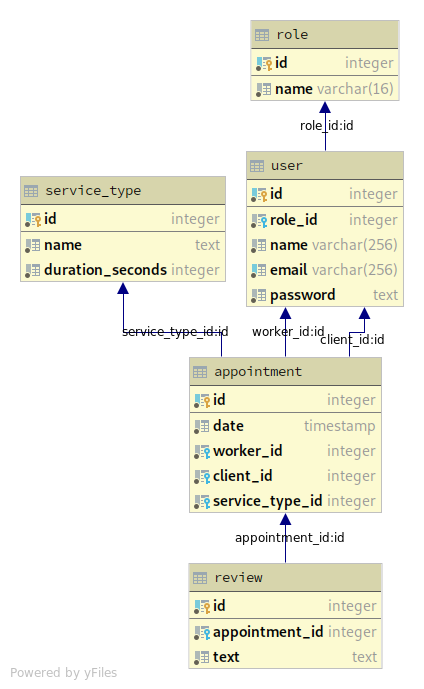 role
id integer
name varchar(16)
role_id:id
user
id integer
role_id integer
name varchar(256)
email varchar(256)
password text
service_type
id integer
name text
duration_seconds integer
service_type_id:id
worker_id:id
client_id:id
appointment
id integer
date timestamp
worker_id integer
client_id integer
service_type_id integer
appointment_id:id
review
id integer
appointment_id integer
text text
Powered by yFiles